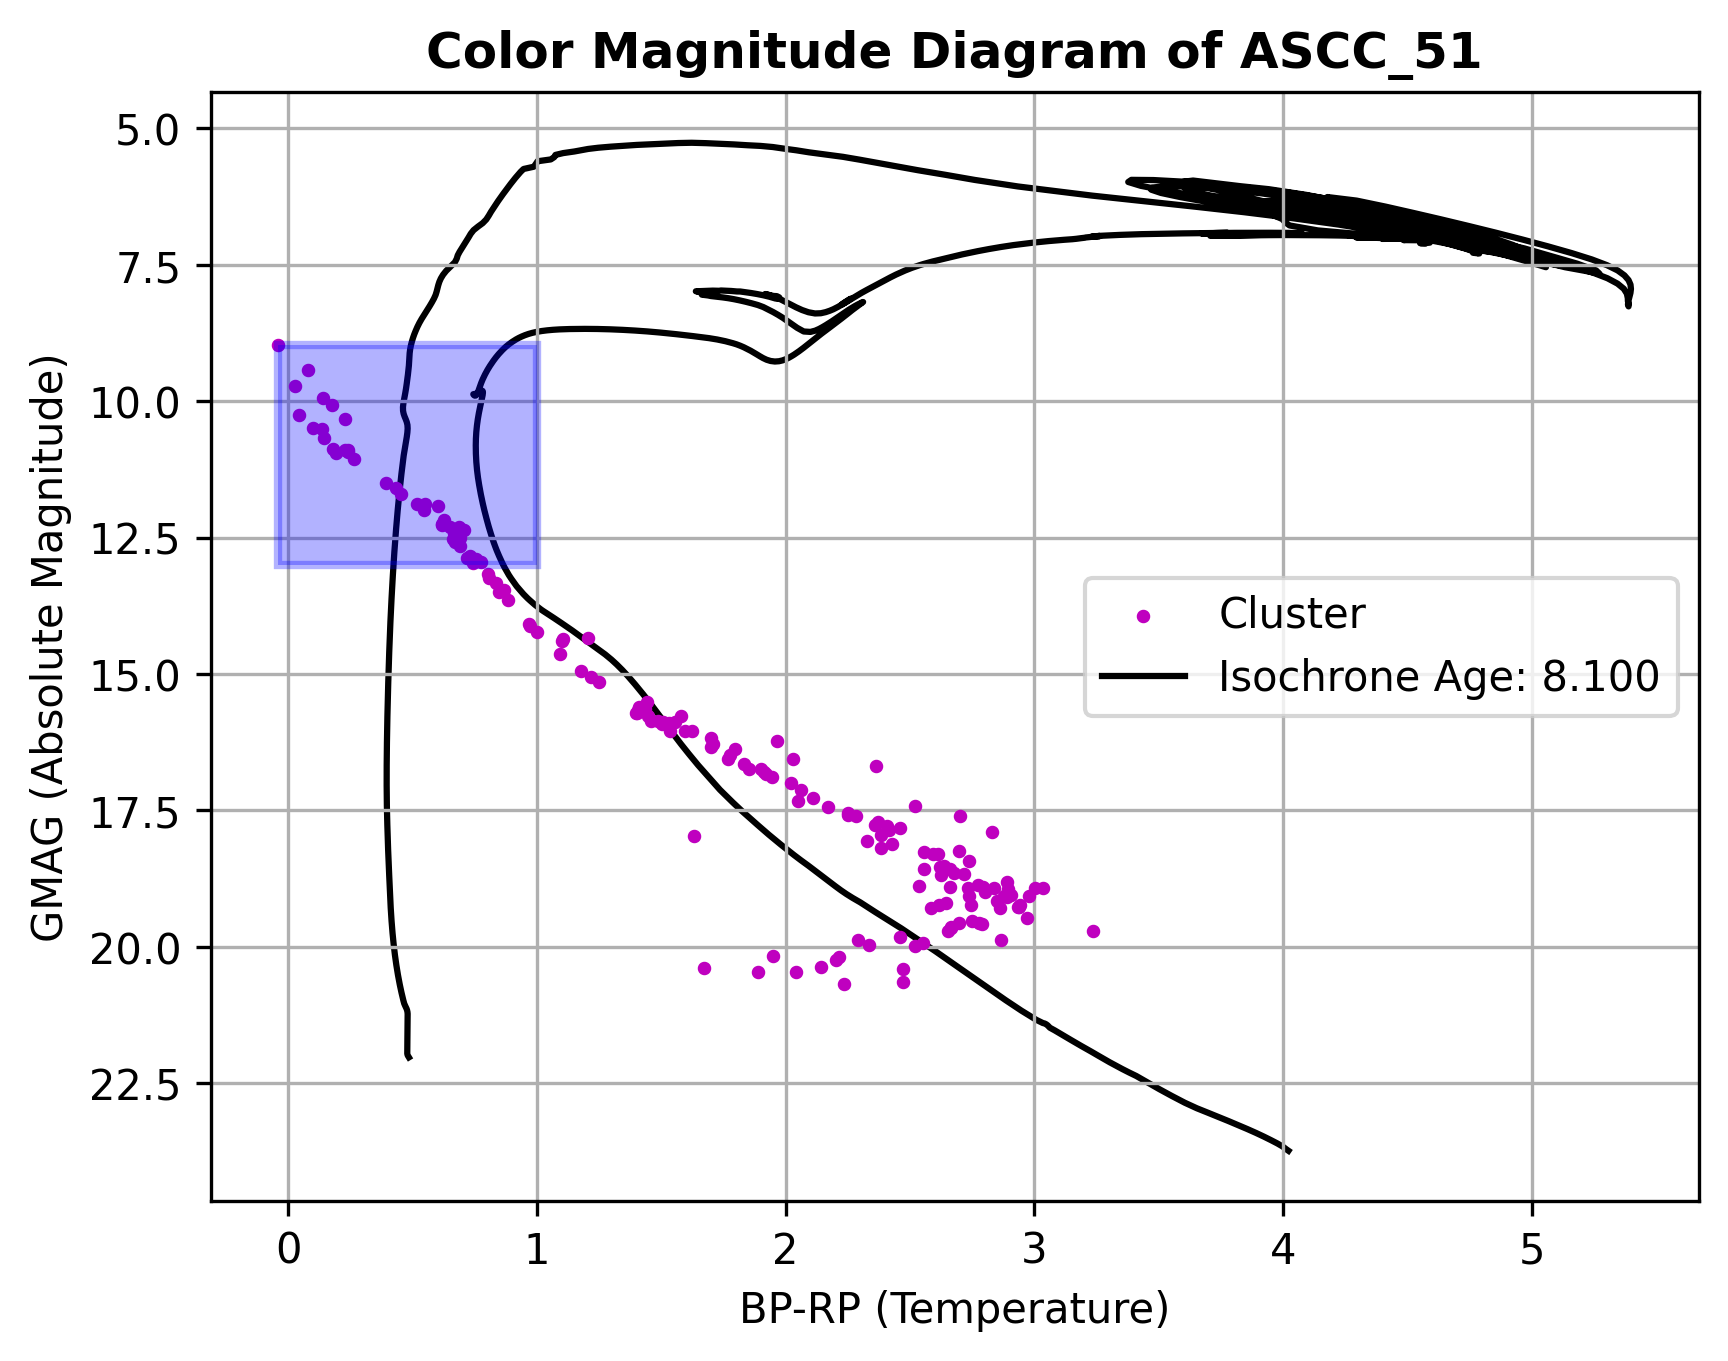 Color Magnitude Diagram of ASCC_51
GMAG (Absolute Magnitude)
5.0
7.5
10.0
12.5
15.0
17.5
20.0
22.5
Cluster
Isochrone Age: 8.100
0 1 2 3 4 5
BP-RP (Temperature)